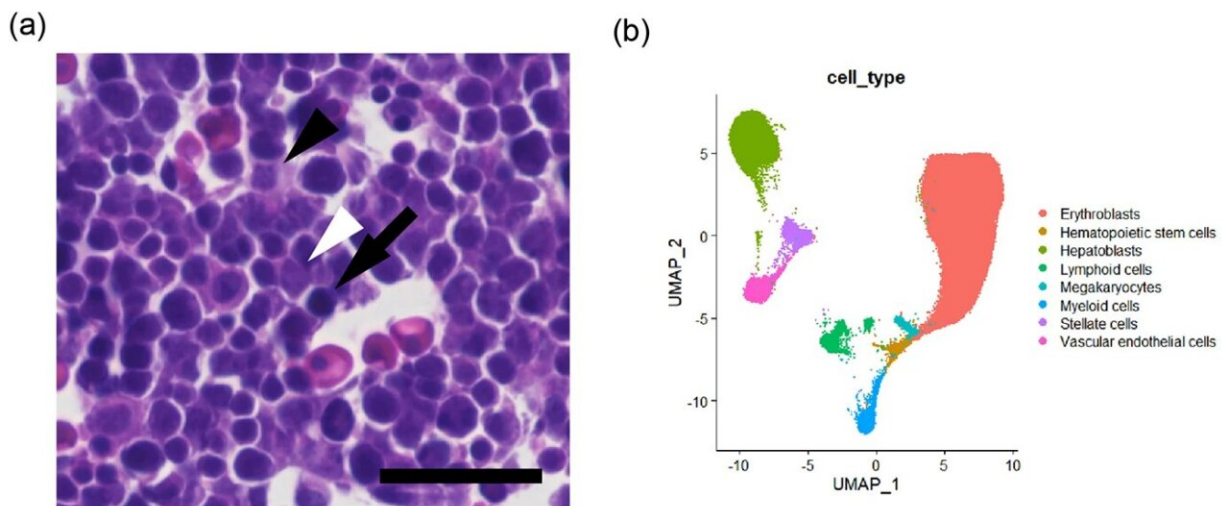 (a)
(b)
cell_type
5
0
-5
-10
UMAP_2
-10 -5 0 5 10
UMAP_1
Erythroblasts
Hematopoietic stem cells
Hepatoblasts
Lymphoid cells
Megakaryocytes
Myeloid cells
Stellate cells
Vascular endothelial cells